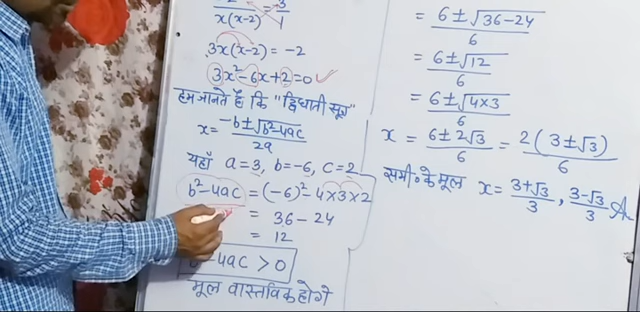 x(x-2) = 3/1
3x(x-2) = -2
3x²-6x+2=0 ✓
हम जानते हैं कि "द्विघाती सूत्र"
x = (-b±√b²-4ac)/2a
यहाँ a=3, b=-6, c=2
b²-4ac = (-6)²-4×3×2
= 36-24
= 12
-4ac > 0
मूल वास्तविक होगे
= (6±√36-24)/6
= (6±√12)/6
= (6±√4×3)/6
x = (6±2√3)/6 = 2(3±√3)/6
समी० के मूल x = (3+√3)/3, (3-√3)/3 A